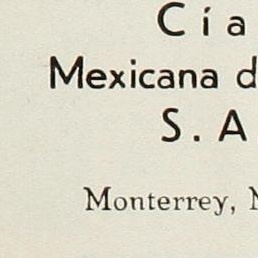 Cía
Mexicana d
S. A
Monterrey,